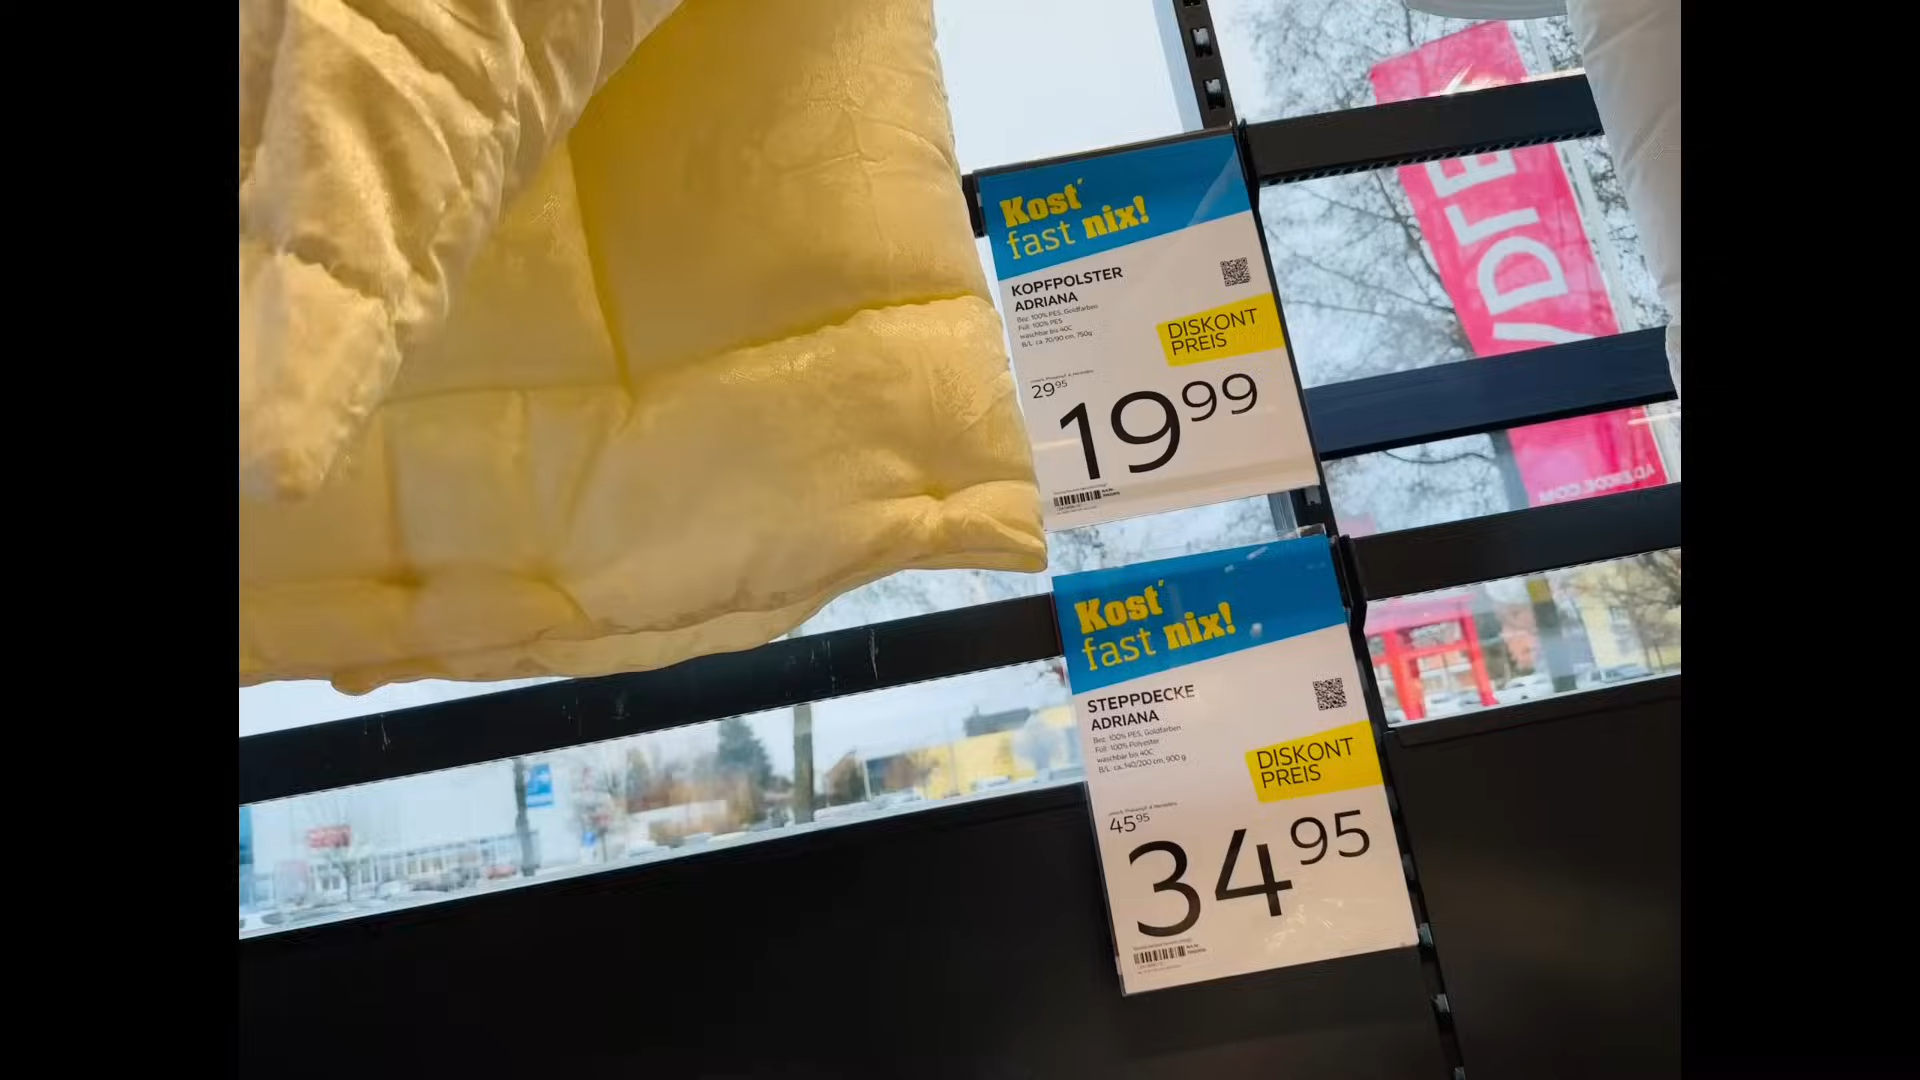 Kost'
fast nix!
KOPFPOLSTER
ADRIANA
Bez: 100% PES, Goldfarben
Füll: 100% PES
waschbar bis 40C
B/L: ca. 70/90 cm, 750g
DISKONT
PREIS
29⁹⁵
19⁹⁹
Kost'
fast nix!
STEPPDECKE
ADRIANA
Bez: 100% PES, Goldfarben
Füll: 100% Polyester
waschbar bis 40C
B/L: ca. 140/200 cm, 900 g
DISKONT
PREIS
45⁹⁵
34⁹⁵